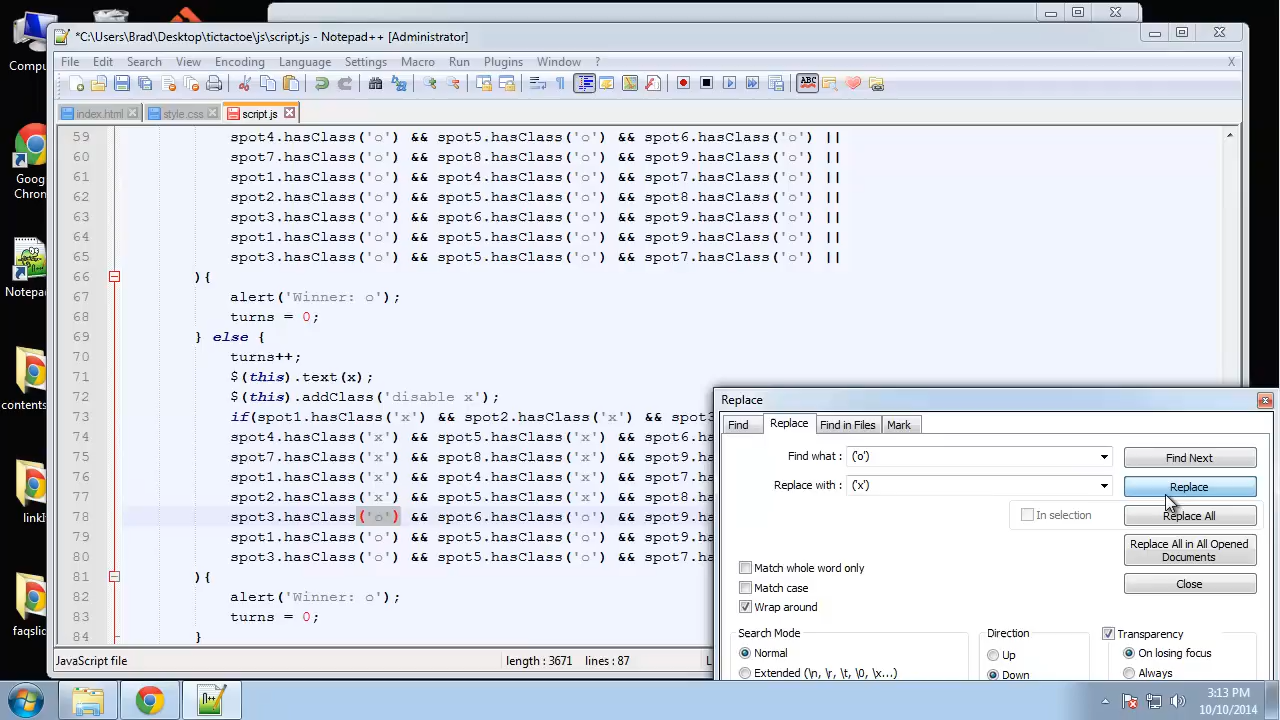 *C:\Users\Brad\Desktop\tictactoe\js\script.js - Notepad++ [Administrator]
File Edit Search View Encoding Language Settings Macro Run Plugins Window ? X
index.html style.css script.js
59 spot4.hasClass('o') && spot5.hasClass('o') && spot6.hasClass('o') ||
60 spot7.hasClass('o') && spot8.hasClass('o') && spot9.hasClass('o') ||
61 spot1.hasClass('o') && spot4.hasClass('o') && spot7.hasClass('o') ||
62 spot2.hasClass('o') && spot5.hasClass('o') && spot8.hasClass('o') ||
63 spot3.hasClass('o') && spot6.hasClass('o') && spot9.hasClass('o') ||
64 spot1.hasClass('o') && spot5.hasClass('o') && spot9.hasClass('o') ||
65 spot3.hasClass('o') && spot5.hasClass('o') && spot7.hasClass('o') ||
66 ){
67 alert('Winner: o');
68 turns = 0;
69 } else {
70 turns++;
71 $(this).text(x);
72 $(this).addClass('disable x');
73 if(spot1.hasClass('x') && spot2.hasClass('x') && spot3
74 spot4.hasClass('x') && spot5.hasClass('x') && spot6.
75 spot7.hasClass('x') && spot8.hasClass('x') && spot9.
76 spot1.hasClass('x') && spot4.hasClass('x') && spot7.
77 spot2.hasClass('x') && spot5.hasClass('x') && spot8.
78 spot3.hasClass('o') && spot6.hasClass('o') && spot9.
79 spot1.hasClass('o') && spot5.hasClass('o') && spot9.
80 spot3.hasClass('o') && spot5.hasClass('o') && spot7.
81 ){
82 alert('Winner: o');
83 turns = 0;
84 }
JavaScript file length : 3671 lines : 87 L
Replace
Find Replace Find in Files Mark
Find what : ('o') Find Next
Replace with : ('x') Replace
In selection Replace All
Replace All in All Opened Documents
Match whole word only
Match case Close
Wrap around
Search Mode Direction Transparency
Normal Up On losing focus
Extended (\n, \r, \t, \0, \x...) Down Always
Compu
Goog
Chron
Notepa
contents
linkl
faqslic
ABC
3:13 PM
10/10/2014